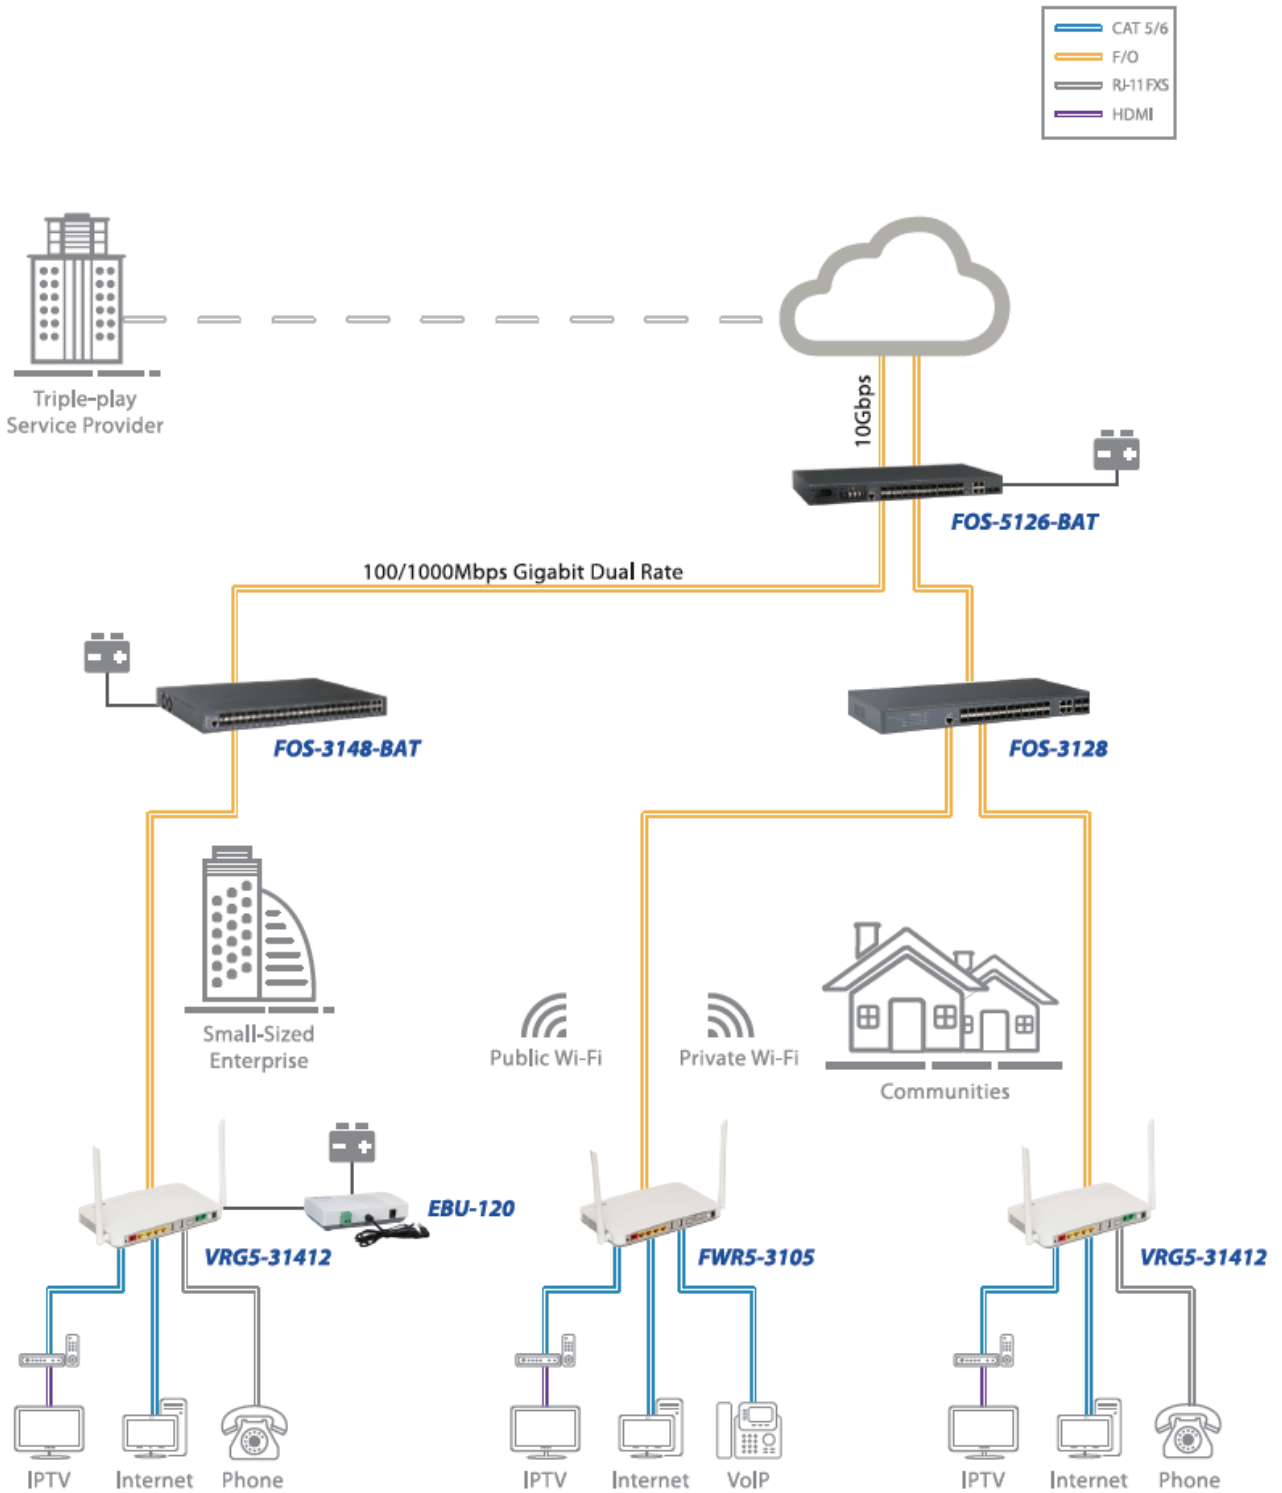 CAT 5/6
F/O
RJ-11 FXS
HDMI
Triple-play
Service Provider
10Gbps
FOS-5126-BAT
100/1000Mbps Gigabit Dual Rate
FOS-3148-BAT
FOS-3128
Small-Sized
Enterprise
Public Wi-Fi
Private Wi-Fi
Communities
EBU-120
VRG5-31412
FWR5-3105
VRG5-31412
IPTV
Internet
Phone
IPTV
Internet
VoIP
IPTV
Internet
Phone